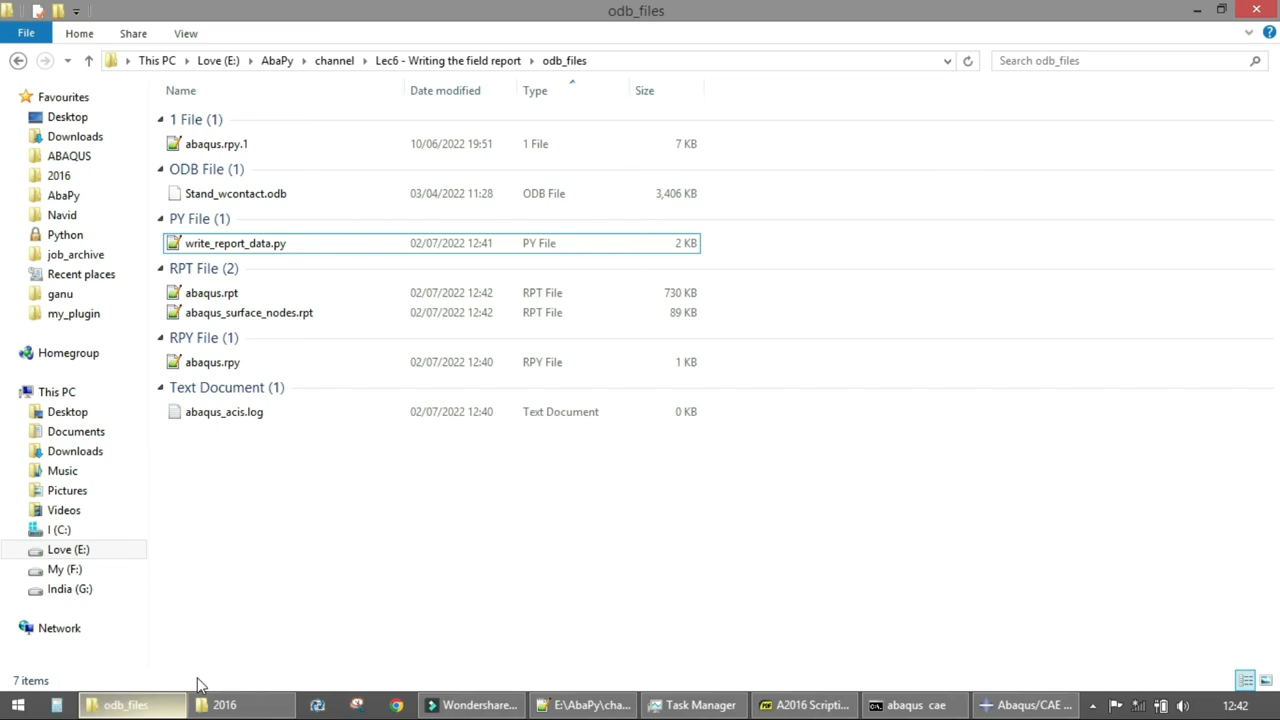 odb_files
File Home Share View
This PC Love (E:) AbaPy channel Lec6 - Writing the field report odb_files Search odb_files
Name Date modified Type Size
Favourites
Desktop
Downloads
ABAQUS
2016
AbaPy
Navid
Python
job_archive
Recent places
ganu
my_plugin
Homegroup
This PC
Desktop
Documents
Downloads
Music
Pictures
Videos
I (C:)
Love (E:)
My (F:)
India (G:)
Network
1 File (1)
abaqus.rpy.1 10/06/2022 19:51 1 File 7 KB
ODB File (1)
Stand_wcontact.odb 03/04/2022 11:28 ODB File 3,406 KB
PY File (1)
write_report_data.py 02/07/2022 12:41 PY File 2 KB
RPT File (2)
abaqus.rpt 02/07/2022 12:42 RPT File 730 KB
abaqus_surface_nodes.rpt 02/07/2022 12:42 RPT File 89 KB
RPY File (1)
abaqus.rpy 02/07/2022 12:40 RPY File 1 KB
Text Document (1)
abaqus_acis.log 02/07/2022 12:40 Text Document 0 KB
7 items
odb_files 2016 Wondershare... E:\AbaPy\cha... Task Manager A2016 Scripti... abaqus cae Abaqus/CAE ... 12:42